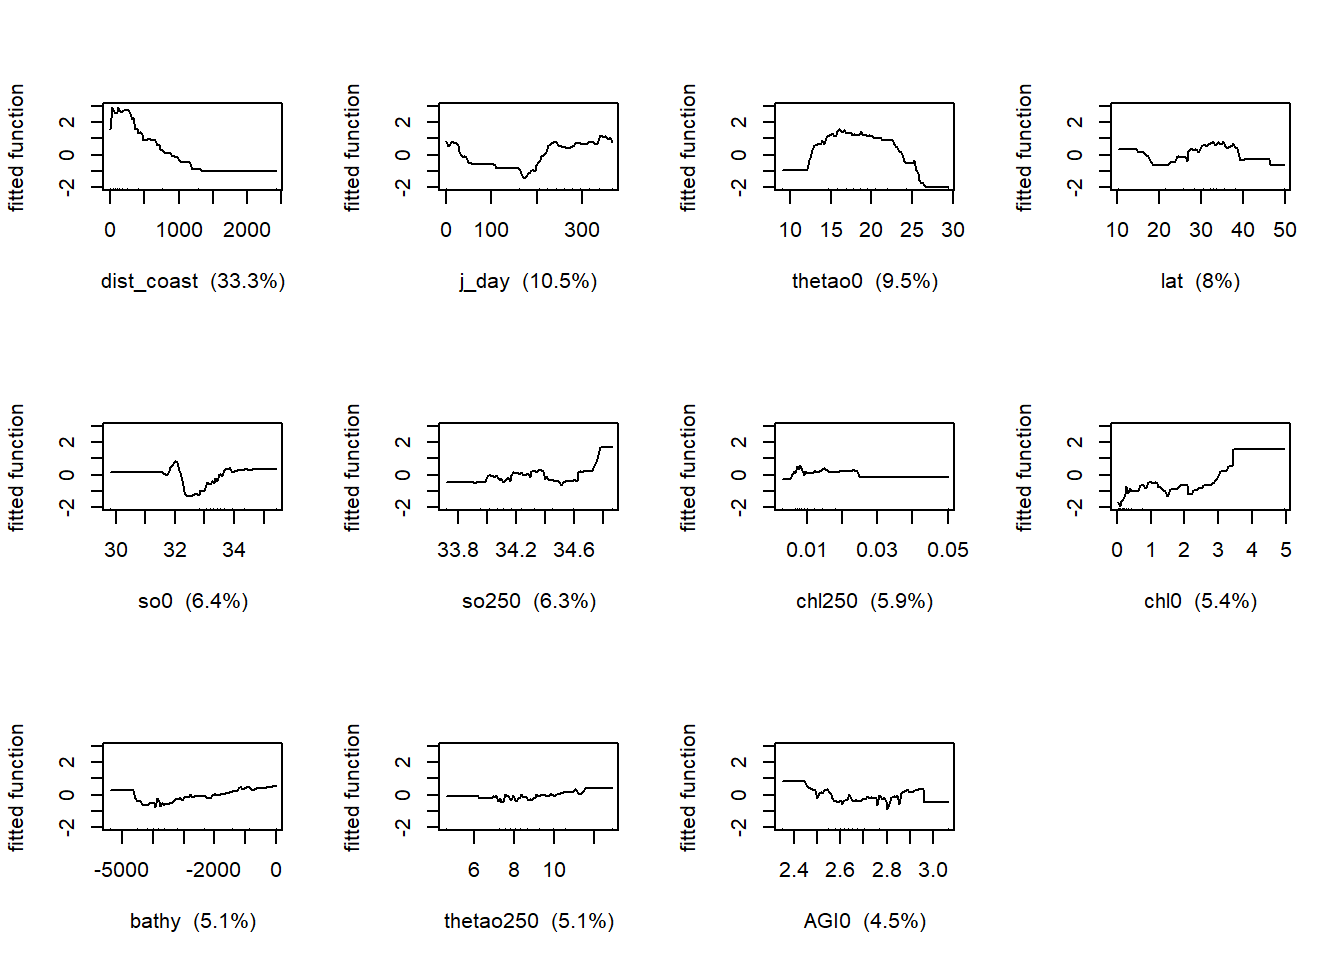 fitted function
2
0
-2
0 1000 2000
dist_coast (33.3%)
fitted function
2
0
-2
0 100 300
j_day (10.5%)
fitted function
2
0
-2
10 15 20 25 30
thetao0 (9.5%)
fitted function
2
0
-2
10 20 30 40 50
lat (8%)
fitted function
2
0
-2
30 32 34
so0 (6.4%)
fitted function
2
0
-2
33.8 34.2 34.6
so250 (6.3%)
fitted function
2
0
-2
0.01 0.03 0.05
chl250 (5.9%)
fitted function
2
0
-2
0 1 2 3 4 5
chl0 (5.4%)
fitted function
2
0
-2
-5000 -2000 0
bathy (5.1%)
fitted function
2
0
-2
6 8 10
thetao250 (5.1%)
fitted function
2
0
-2
2.4 2.6 2.8 3.0
AGI0 (4.5%)